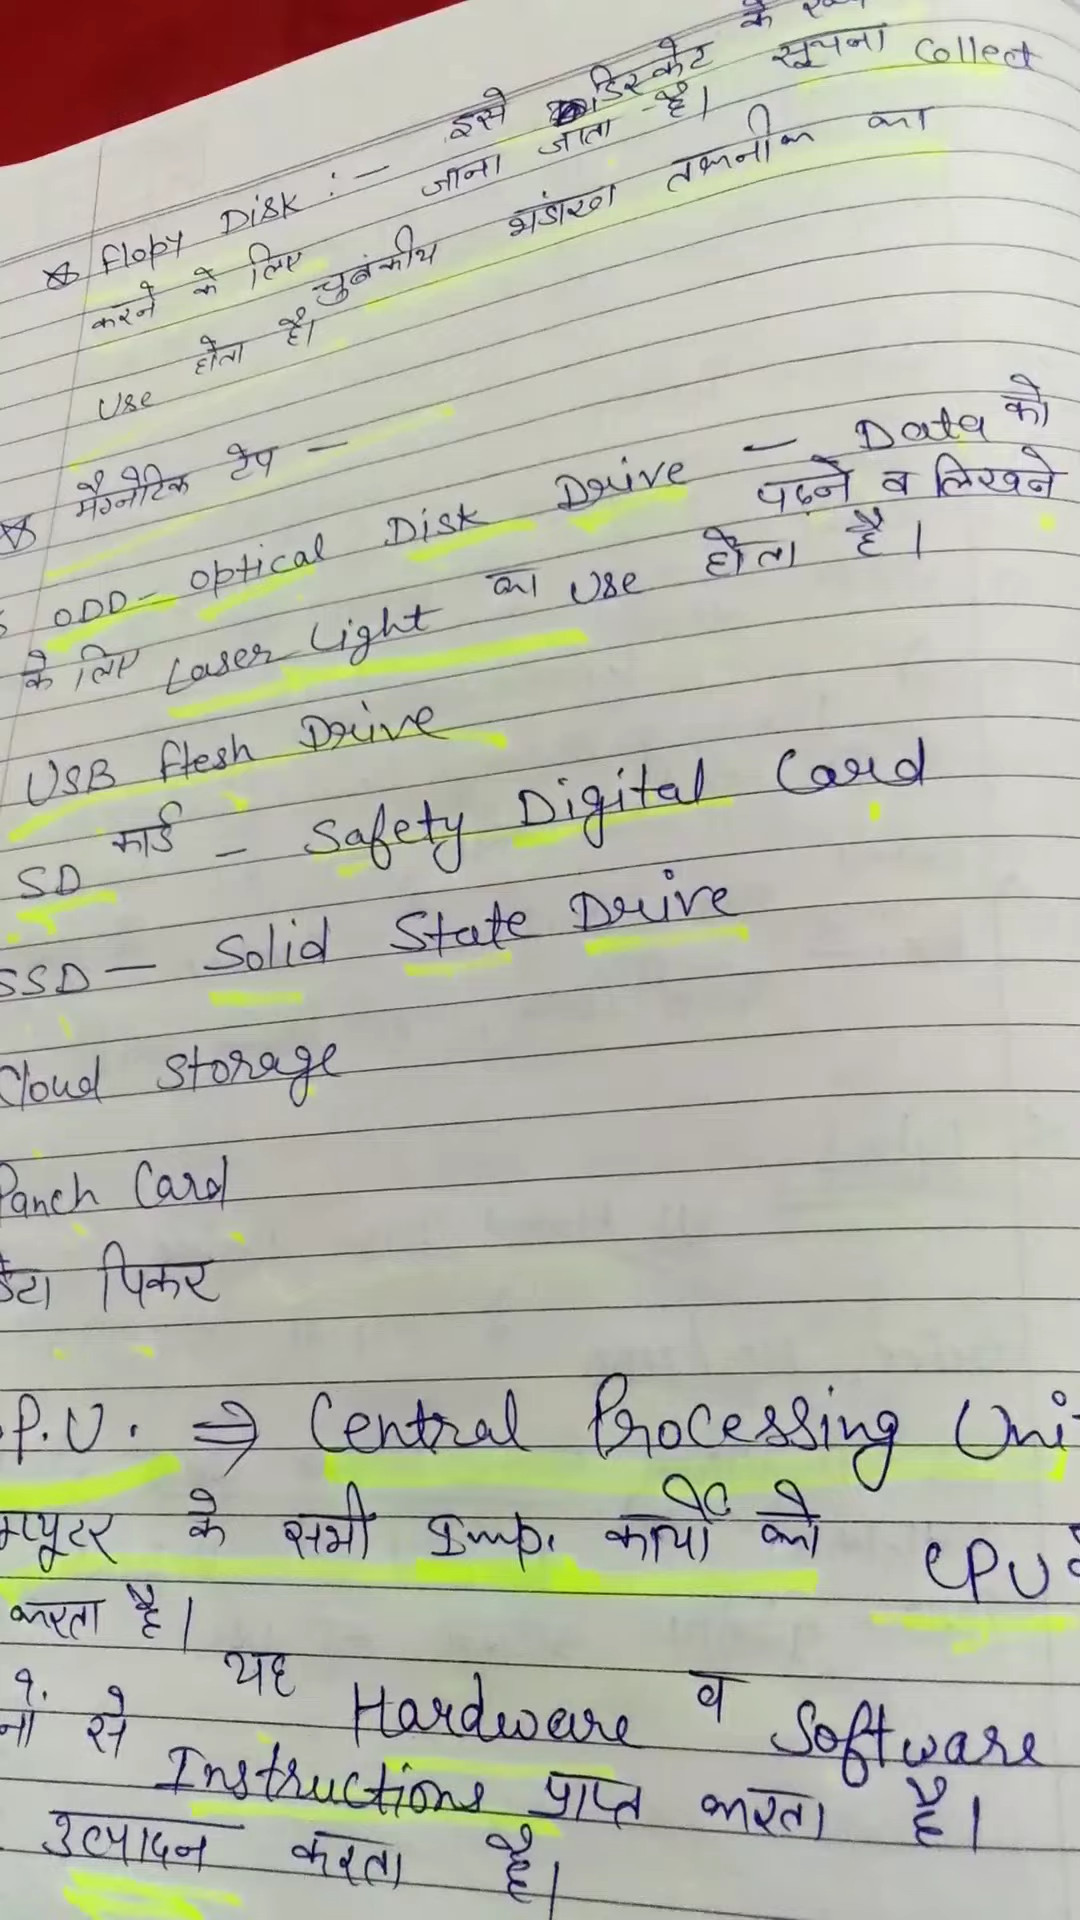 के
Flopy Disk :- इसे डिस्केट
जाना जाता है। सूचना Collect
करने के लिए चुबंकीय भंडारण तकनीक का
Use होता है।
मैग्नेटिक टेप -
ODD - Optical Disk Drive - Data को
पढने व लिखने
के लिए Laser Light का Use होता है।
USB flesh Drive
SD कार्ड - Safety Digital Card
SSD - Solid State Drive
Cloud Storage
Panch Card
पिकर
.P.U. ⇒ Central Processing Uni
म्प्यूटर के सभी Imp. कार्यों को CPU
करता है।
१. यह Hardware व Software
नों से Instructions प्राप्त करता है।
उत्पादन करता है।